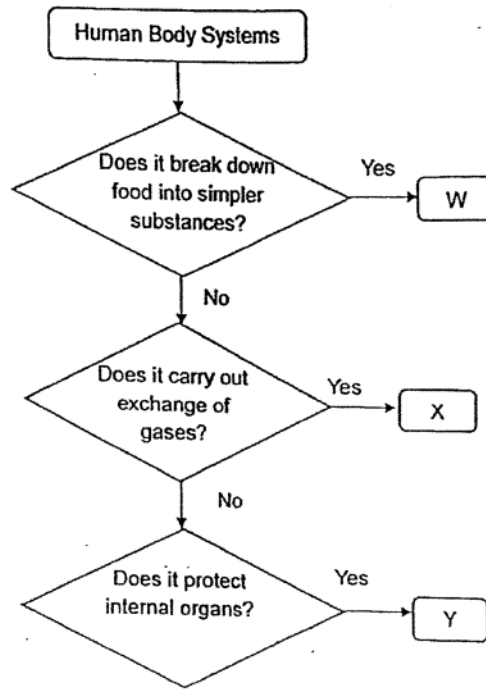 Human Body Systems
Does it break down
food into simpler
substances?
Yes
W
No
Does it carry out
exchange of
gases?
Yes
X
No
Does it protect
internal organs?
Yes
Y